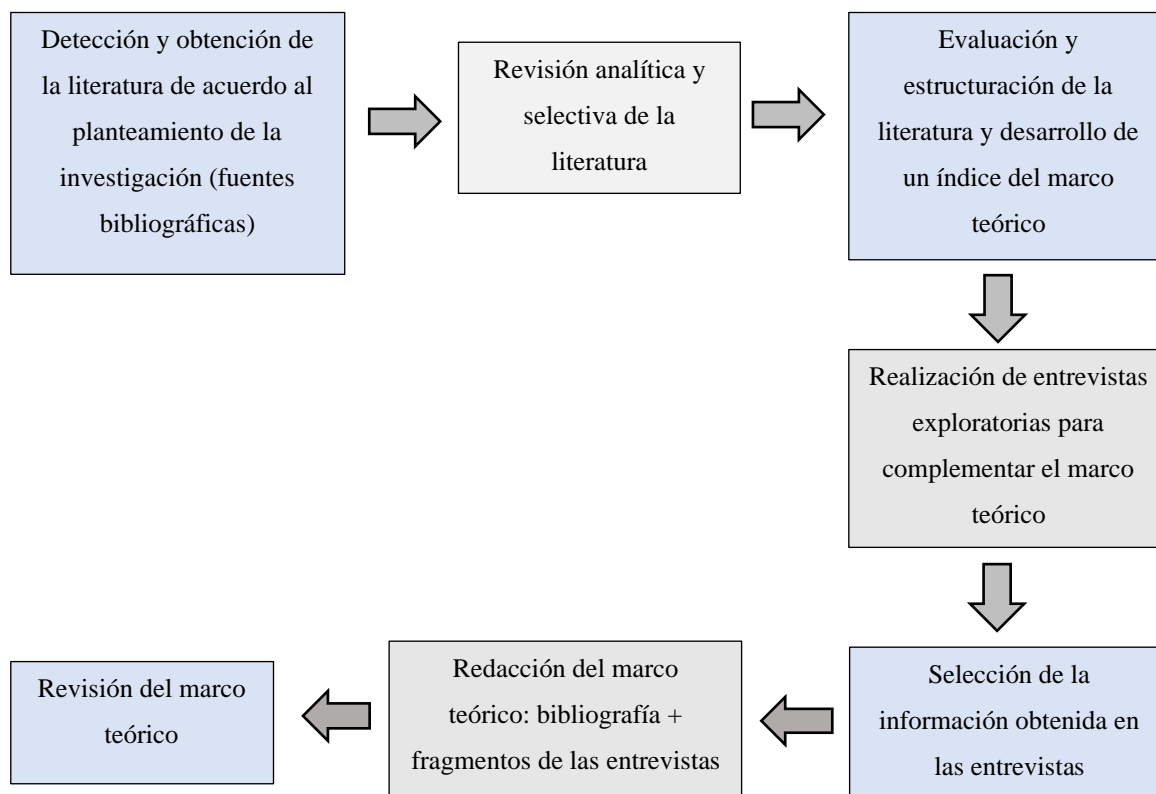 Detección y obtención de
la literatura de acuerdo al
planteamiento de la
investigación (fuentes
bibliográficas)
Revisión analítica y
selectiva de la
literatura
Evaluación y
estructuración de la
literatura y desarrollo de
un índice del marco
teórico
Realización de entrevistas
exploratorias para
complementar el marco
teórico
Selección de la
información obtenida en
las entrevistas
Redacción del marco
teórico: bibliografía +
fragmentos de las entrevistas
Revisión del marco
teórico